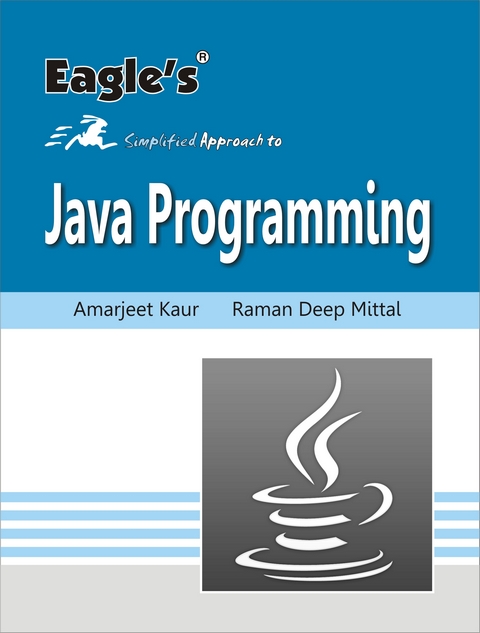 Eagle's®
Simplified Approach to
Java Programming
Amarjeet Kaur Raman Deep Mittal